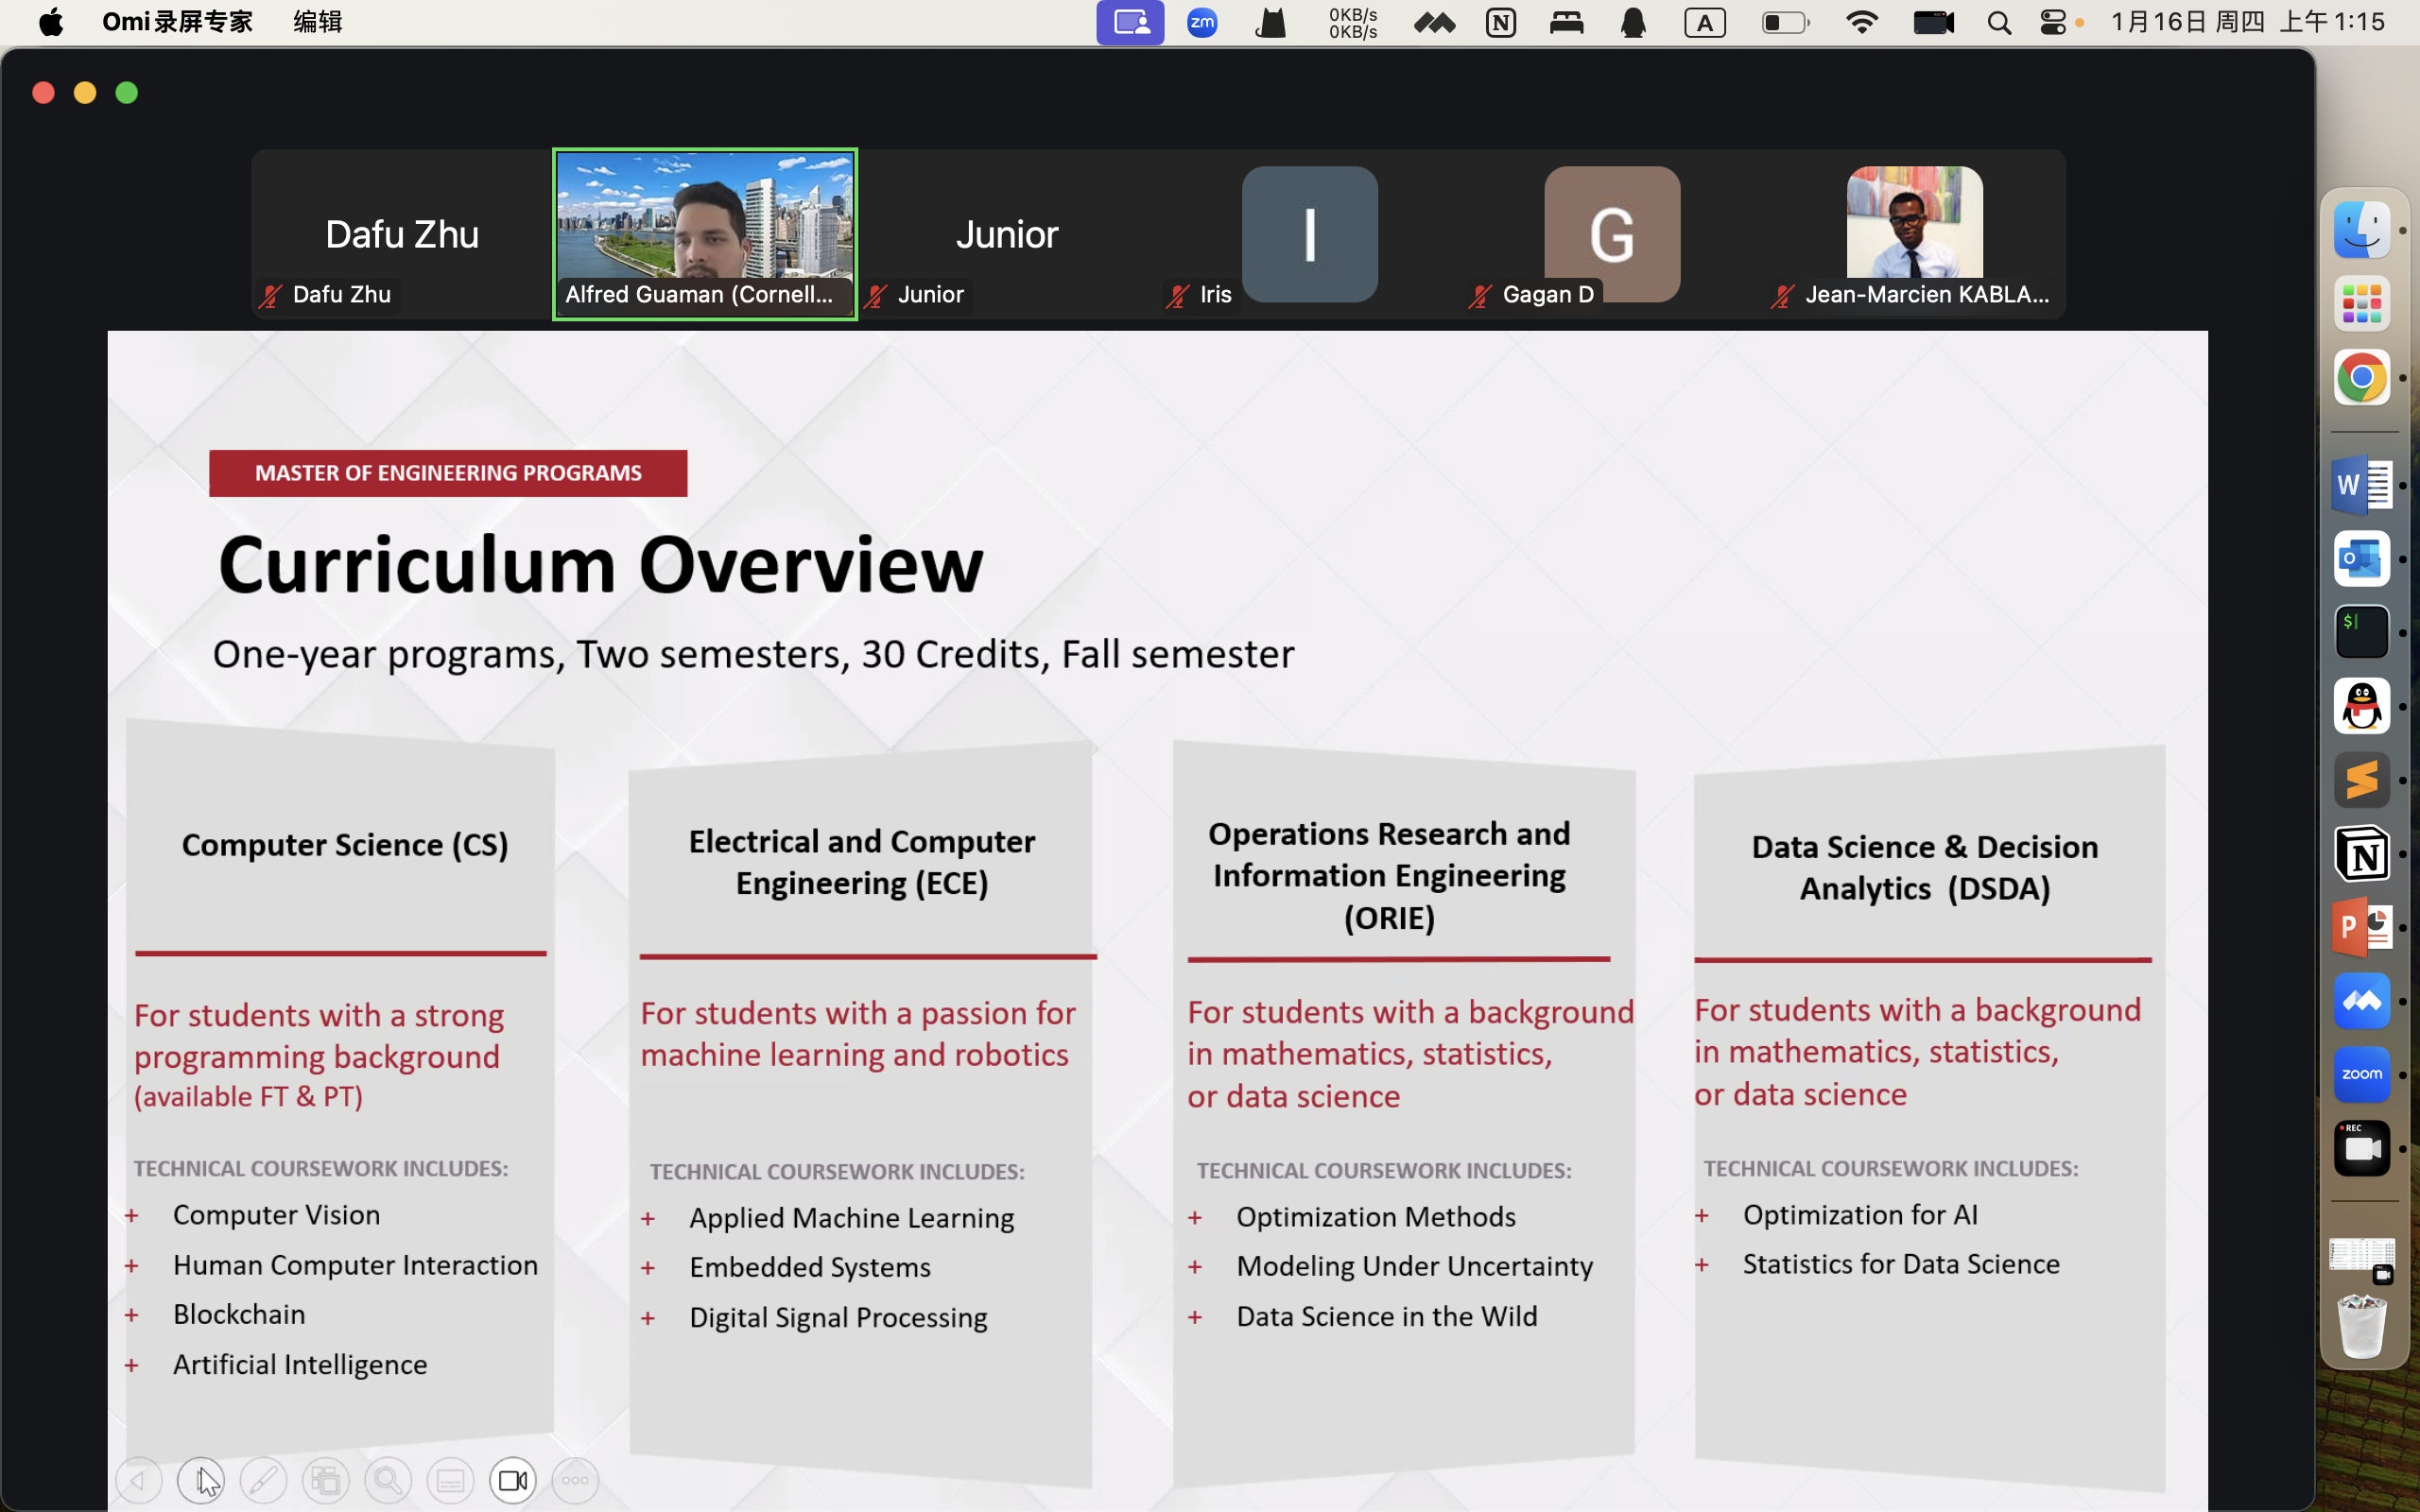 Omi录屏专家 编辑
zm
0KB/s
0KB/s
N
A
1月16日 周四 上午1:15
Dafu Zhu
Junior
I
G
Dafu Zhu
Alfred Guaman (Cornell...
Junior
Iris
Gagan D
Jean-Marcien KABLA...
MASTER OF ENGINEERING PROGRAMS
Curriculum Overview
One-year programs, Two semesters, 30 Credits, Fall semester
Computer Science (CS)
For students with a strong
programming background
(available FT & PT)
TECHNICAL COURSEWORK INCLUDES:
+ Computer Vision
+ Human Computer Interaction
+ Blockchain
+ Artificial Intelligence
Electrical and Computer
Engineering (ECE)
For students with a passion for
machine learning and robotics
TECHNICAL COURSEWORK INCLUDES:
+ Applied Machine Learning
+ Embedded Systems
+ Digital Signal Processing
Operations Research and
Information Engineering
(ORIE)
For students with a background
in mathematics, statistics,
or data science
TECHNICAL COURSEWORK INCLUDES:
+ Optimization Methods
+ Modeling Under Uncertainty
+ Data Science in the Wild
Data Science & Decision
Analytics (DSDA)
For students with a background
in mathematics, statistics,
or data science
TECHNICAL COURSEWORK INCLUDES:
+ Optimization for AI
+ Statistics for Data Science
W
O
$
N
P
zoom
REC